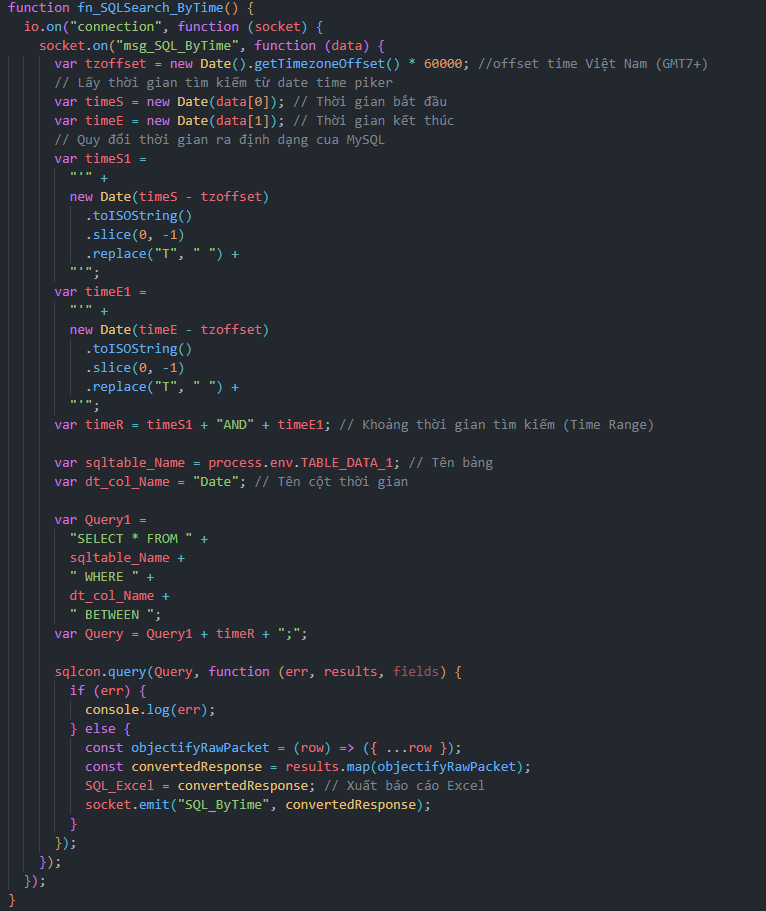 function fn_SQLSearch_ByTime() {
  io.on("connection", function (socket) {
    socket.on("msg_SQL_ByTime", function (data) {
      var tzoffset = new Date().getTimezoneOffset() * 60000; //offset time Việt Nam (GMT7+)
      // Lấy thời gian tìm kiếm từ date time piker
      var timeS = new Date(data[0]); // Thời gian bắt đầu
      var timeE = new Date(data[1]); // Thời gian kết thúc
      // Quy đổi thời gian ra định dạng cua MySQL
      var timeS1 =
        "'" +
        new Date(timeS - tzoffset)
          .toISOString()
          .slice(0, -1)
          .replace("T", " ") +
        "'";
      var timeE1 =
        "'" +
        new Date(timeE - tzoffset)
          .toISOString()
          .slice(0, -1)
          .replace("T", " ") +
        "'";
      var timeR = timeS1 + "AND" + timeE1; // Khoảng thời gian tìm kiếm (Time Range)

      var sqltable_Name = process.env.TABLE_DATA_1; // Tên bảng
      var dt_col_Name = "Date"; // Tên cột thời gian

      var Query1 =
        "SELECT * FROM " +
        sqltable_Name +
        " WHERE " +
        dt_col_Name +
        " BETWEEN ";
      var Query = Query1 + timeR + ";";

      sqlcon.query(Query, function (err, results, fields) {
        if (err) {
          console.log(err);
        } else {
          const objectifyRawPacket = (row) => ({ ...row });
          const convertedResponse = results.map(objectifyRawPacket);
          SQL_Excel = convertedResponse; // Xuất báo cáo Excel
          socket.emit("SQL_ByTime", convertedResponse);
        }
      });
    });
  });
}